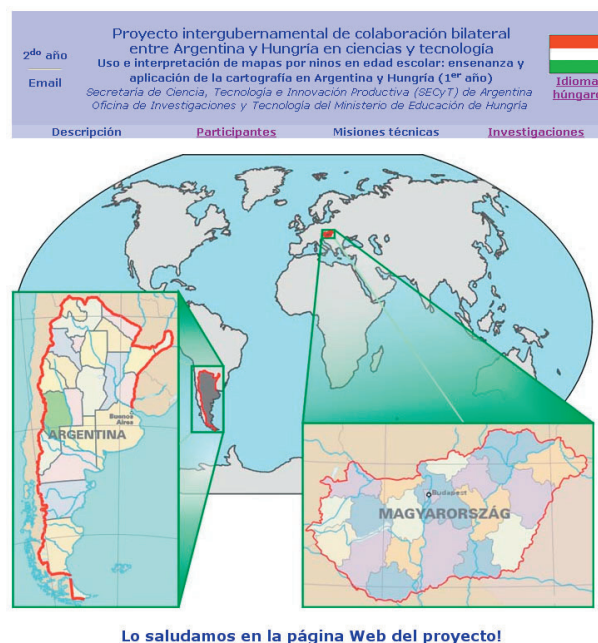 2do año
Email
Proyecto intergubernamental de colaboración bilateral
entre Argentina y Hungría en ciencias y tecnología
Uso e interpretación de mapas por ninos en edad escolar: ensenanza y
aplicación de la cartografía en Argentina y Hungría (1er año)
Secretaría de Ciencia, Tecnologia e Innovación Productiva (SECyT) de Argentina
Oficina de Investigaciones y Tecnología del Ministerio de Educación de Hungría
Idioma
húngaro
Descripción Participantes Misiones técnicas Investigaciones
Buenos
Aires
ARGENTINA
Budapest
MAGYARORSZÁG
Lo saludamos en la página Web del proyecto!